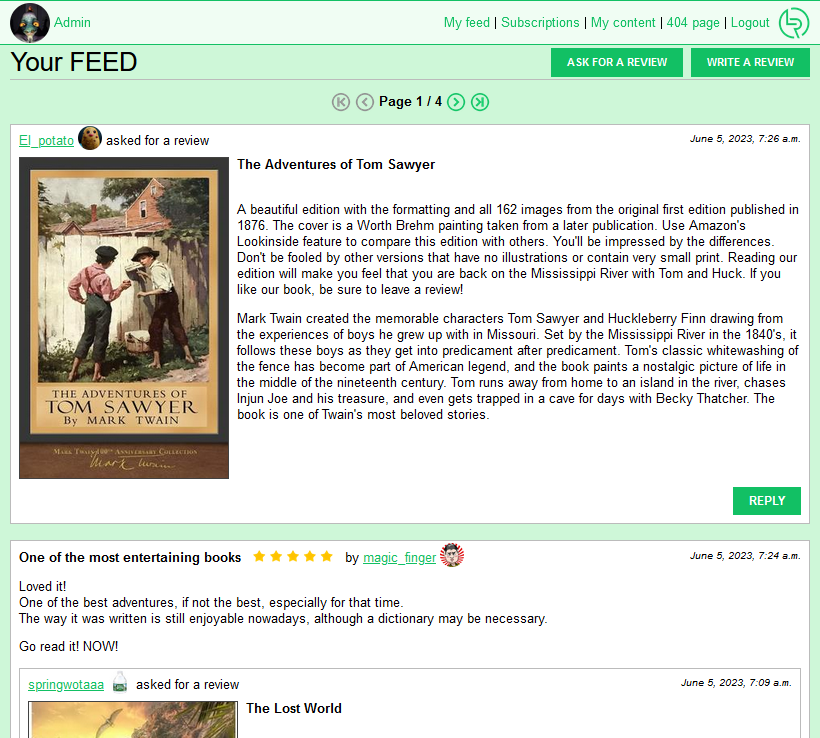 Admin
My feed | Subscriptions | My content | 404 page | Logout
Your FEED
ASK FOR A REVIEW
WRITE A REVIEW
Page 1 / 4
El_potato asked for a review
June 5, 2023, 7:26 a.m.
The Adventures of Tom Sawyer
A beautiful edition with the formatting and all 162 images from the original first edition published in
1876. The cover is a Worth Brehm painting taken from a later publication. Use Amazon's
Lookinside feature to compare this edition with others. You'll be impressed by the differences.
Don't be fooled by other versions that have no illustrations or contain very small print. Reading our
edition will make you feel that you are back on the Mississippi River with Tom and Huck. If you
like our book, be sure to leave a review!
Mark Twain created the memorable characters Tom Sawyer and Huckleberry Finn drawing from
the experiences of boys he grew up with in Missouri. Set by the Mississippi River in the 1840's, it
follows these boys as they get into predicament after predicament. Tom's classic whitewashing of
the fence has become part of American legend, and the book paints a nostalgic picture of life in
the middle of the nineteenth century. Tom runs away from home to an island in the river, chases
Injun Joe and his treasure, and even gets trapped in a cave for days with Becky Thatcher. The
book is one of Twain's most beloved stories.
THE ADVENTURES OF
TOM SAWYER
By MARK TWAIN
MARK TWAIN 100TH ANNIVERSARY COLLECTION
Mark Twain
REPLY
One of the most entertaining books by magic_finger
June 5, 2023, 7:24 a.m.
Loved it!
One of the best adventures, if not the best, especially for that time.
The way it was written is still enjoyable nowadays, although a dictionary may be necessary.
Go read it! NOW!
springwotaaa asked for a review
June 5, 2023, 7:09 a.m.
The Lost World